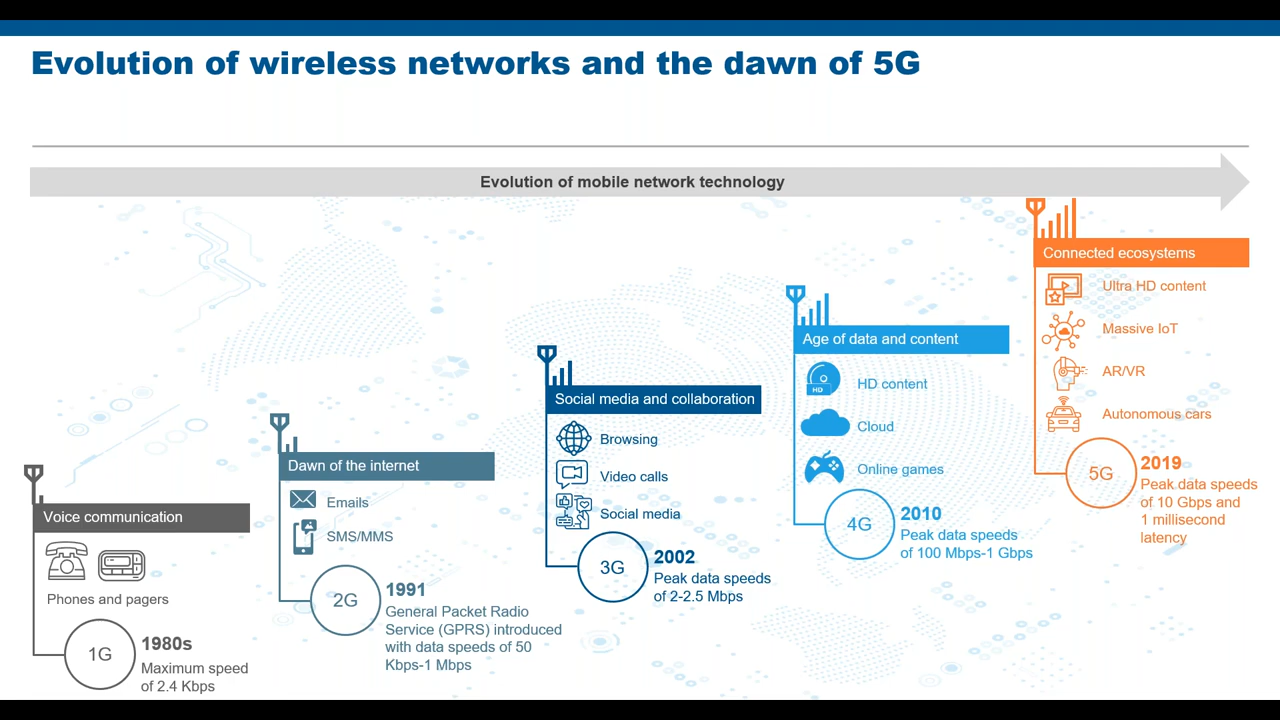 Evolution of wireless networks and the dawn of 5G
Evolution of mobile network technology
Voice communication
Phones and pagers
1G
1980s
Maximum speed
of 2.4 Kbps
Dawn of the internet
Emails
SMS/MMS
2G
1991
General Packet Radio
Service (GPRS) introduced
with data speeds of 50
Kbps-1 Mbps
Social media and collaboration
Browsing
Video calls
Social media
3G
2002
Peak data speeds
of 2-2.5 Mbps
Age of data and content
HD
HD content
Cloud
Online games
4G
2010
Peak data speeds
of 100 Mbps-1 Gbps
Connected ecosystems
Ultra HD content
Massive IoT
AR/VR
Autonomous cars
5G
2019
Peak data speeds
of 10 Gbps and
1 millisecond
latency